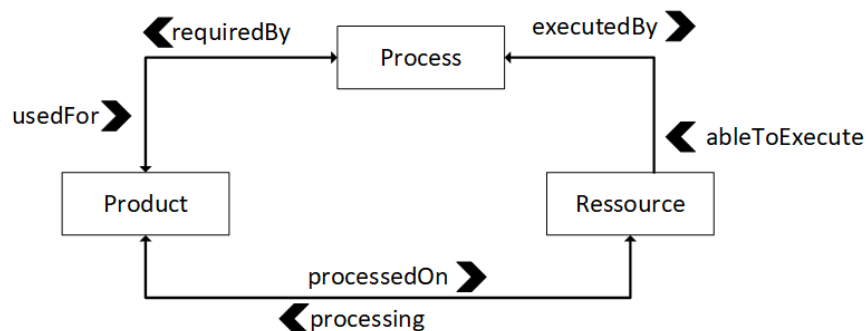 requiredBy
executedBy
Process
usedFor
ableToExecute
Product
Ressource
processedOn
processing